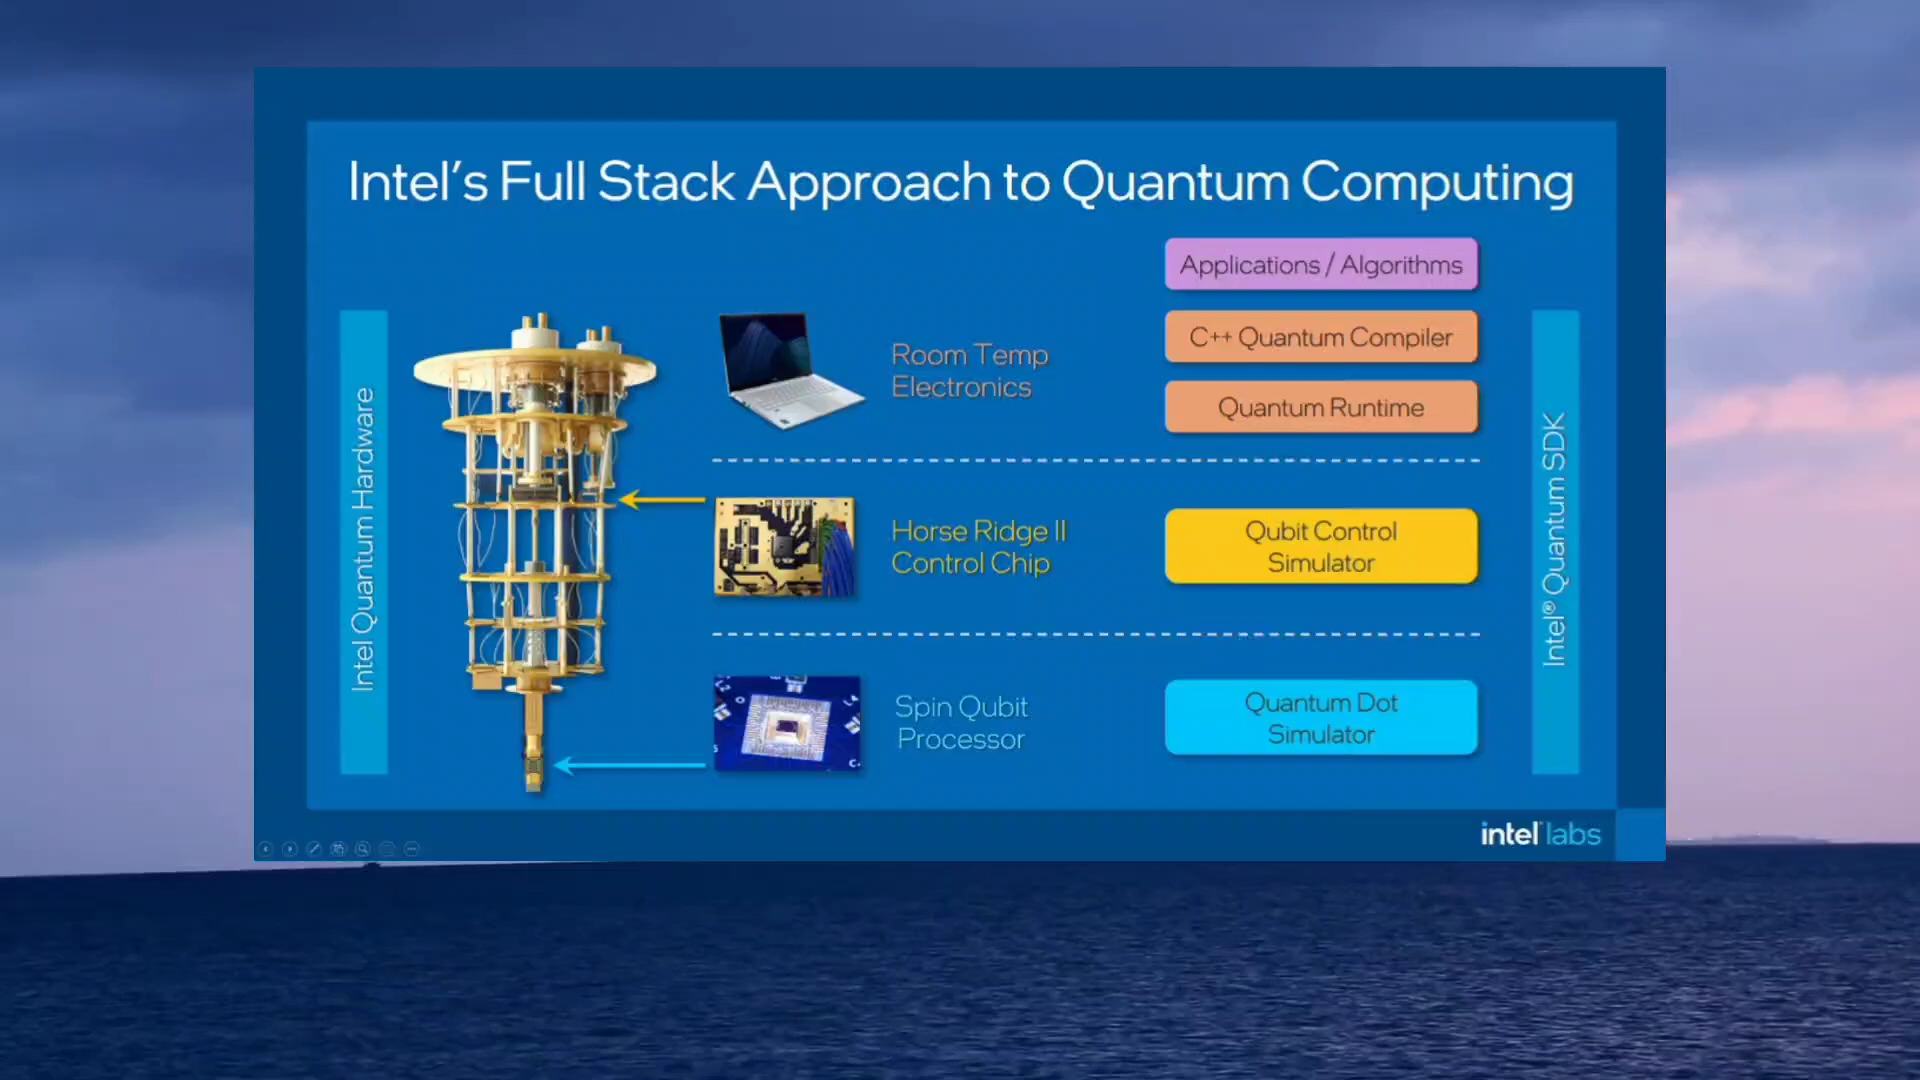 Intel's Full Stack Approach to Quantum Computing
Intel Quantum Hardware
Room Temp
Electronics
Horse Ridge II
Control Chip
Spin Qubit
Processor
Applications / Algorithms
C++ Quantum Compiler
Quantum Runtime
Qubit Control
Simulator
Quantum Dot
Simulator
Intel® Quantum SDK
intel labs